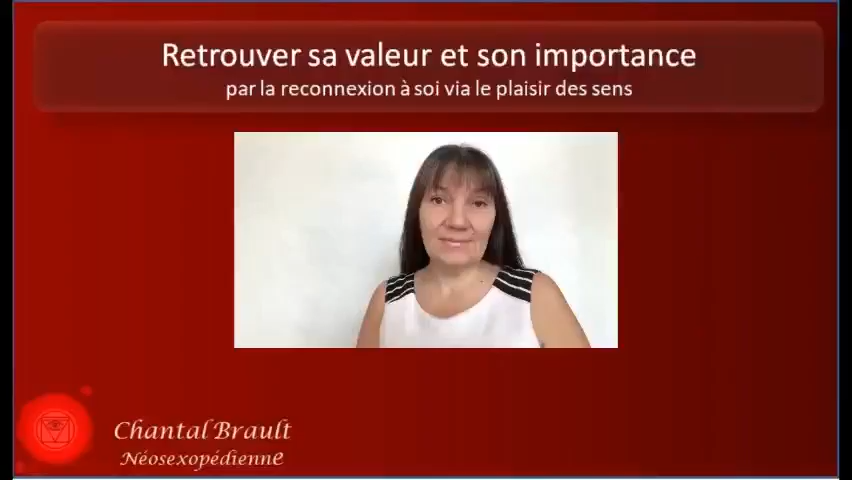 Retrouver sa valeur et son importance
par la reconnexion à soi via le plaisir des sens
Chantal Brault
Néosexopédienne